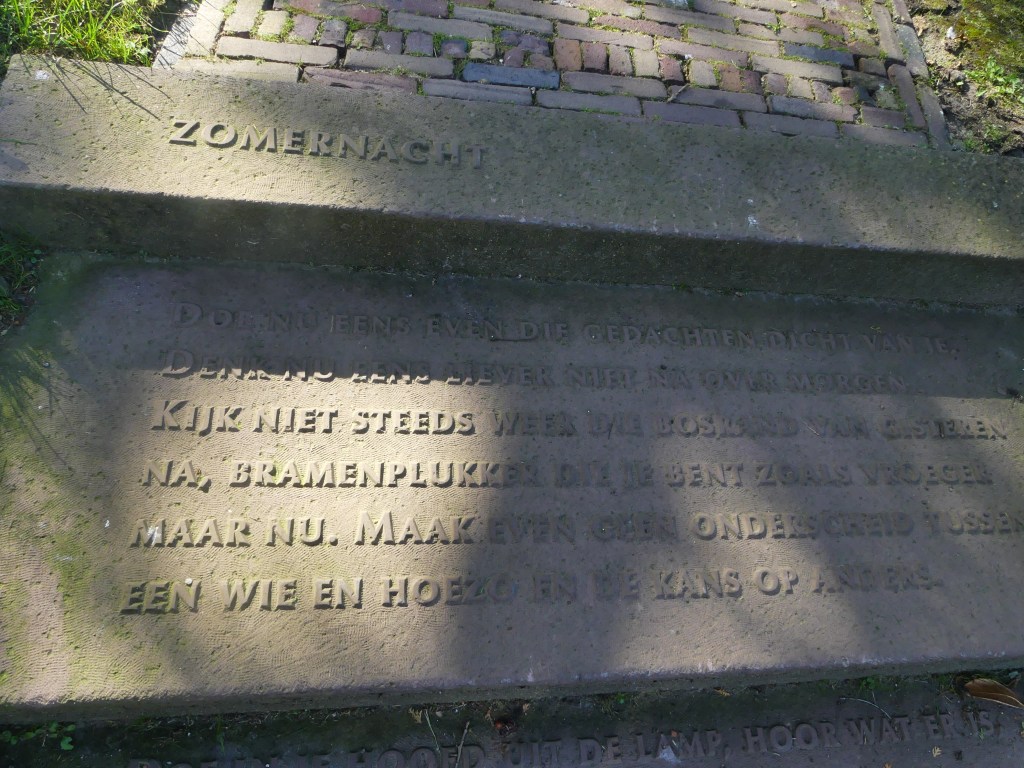 ZOMERNACHT
DOE NU EENS EVEN DIE GEDACHTEN DICHT VAN JE.
DENK NU EENS LIEVER NIET NA OVER MORGEN.
KIJK NIET STEEDS WEER DIE BOSRAND VAN GISTEREN
NA, BRAMENPLUKKER DIE JE BENT ZOALS VROEGER
MAAR NU. MAAK EVEN GEEN ONDERSCHEID TUSSEN
EEN WIE EN HOEZO EN DE KANS OP ANDERS.
JE HOOFD UIT DE LAMP, HOOR WAT ER IS.